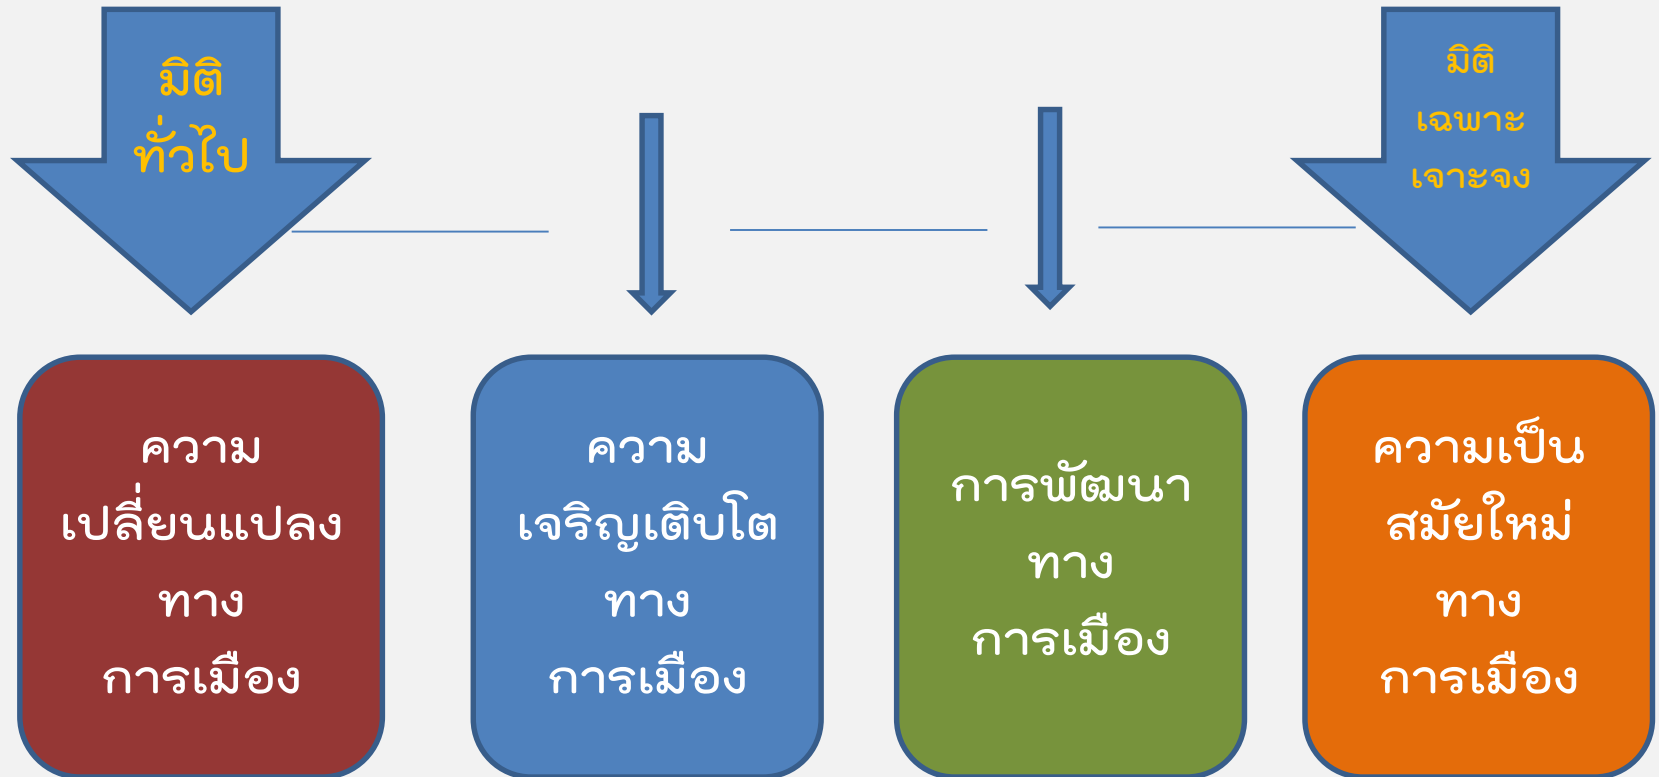 มิติ
ทั่วไป
มิติ
เฉพาะ
เจาะจง
ความ
เปลี่ยนแปลง
ทาง
การเมือง
ความ
เจริญเติบโต
ทาง
การเมือง
การพัฒนา
ทาง
การเมือง
ความเป็น
สมัยใหม่
ทาง
การเมือง